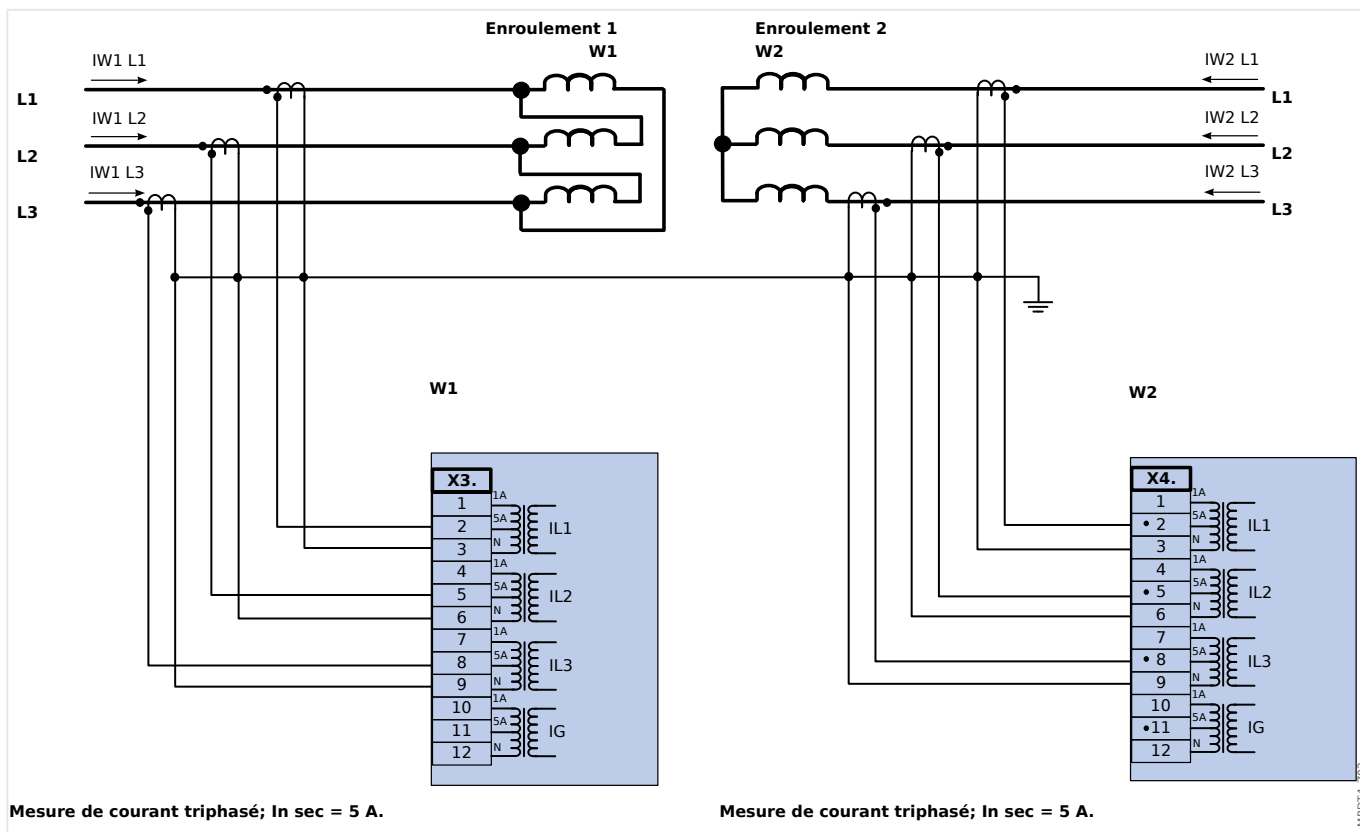 Enroulement 1
W1
Enroulement 2
W2
IW1 L1
L1
IW1 L2
L2
IW1 L3
L3
IW2 L1
L1
IW2 L2
L2
IW2 L3
L3
W1
W2
X3.
1
1A
2
5A
IL1
3
N
4
1A
5
5A
IL2
6
N
7
1A
8
5A
IL3
9
N
10
1A
11
5A
IG
12
N
X4.
1
1A
• 2
5A
IL1
3
N
4
1A
• 5
5A
IL2
6
N
7
1A
• 8
5A
IL3
9
N
10
1A
•11
5A
IG
12
N
Mesure de courant triphasé; In sec = 5 A.
Mesure de courant triphasé; In sec = 5 A.